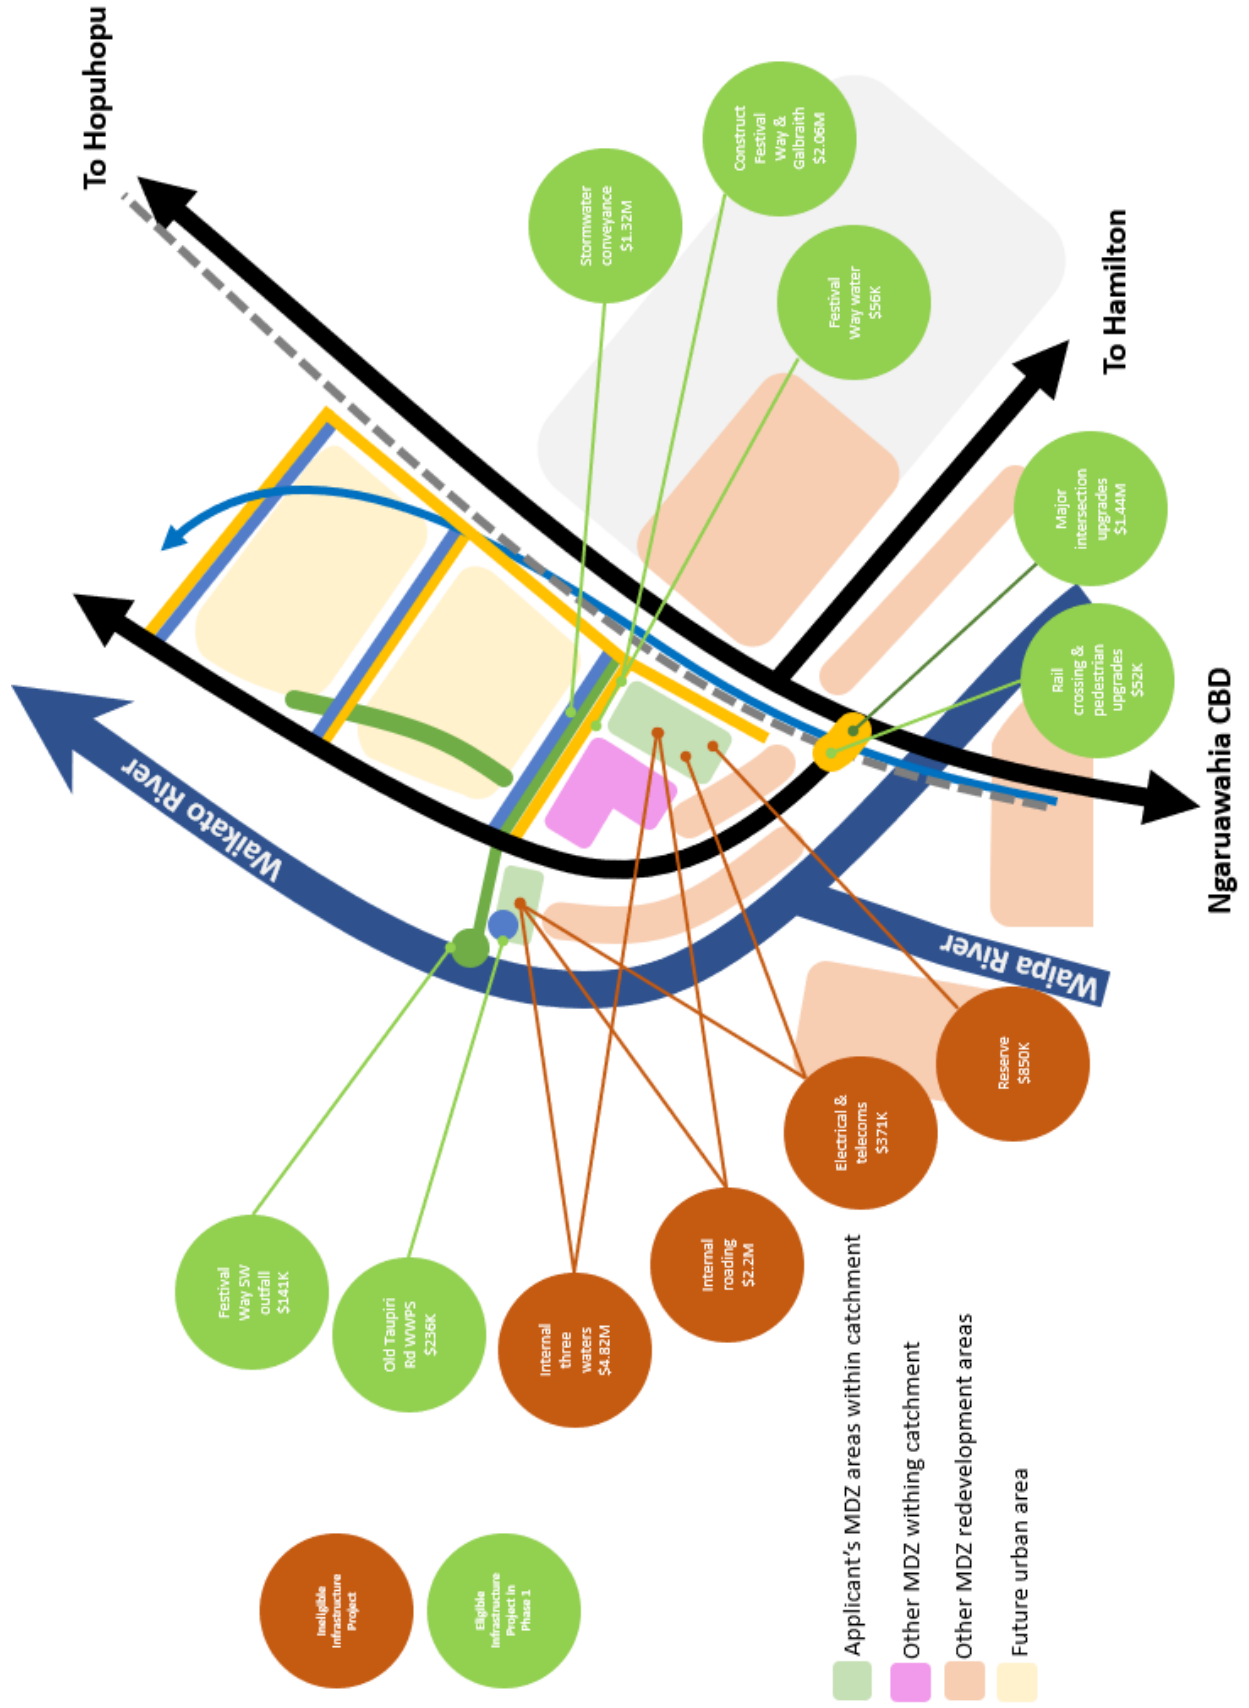 To Hopuhopu
To Hamilton
Ngaruawahia CBD
Waikato River
Waipa River
Stormwater
conveyance
$1.32M
Construct
Festival
Way &
Galbraith
$2.06M
Festival
Way water
$56K
Major
intersection
upgrades
$1.44M
Rail
crossing &
pedestrian
upgrades
$52K
Festival
Way SW
outfall
$141K
Old Taupiri
Rd WWPS
$236K
Internal
three
waters
$4.82M
Internal
roading
$2.2M
Electrical &
telecoms
$371K
Reserve
$850K
Ineligible
Infrastructure
Project
Eligible
Infrastructure
Project in
Phase 1
Applicant's MDZ areas within catchment
Other MDZ withing catchment
Other MDZ redevelopment areas
Future urban area